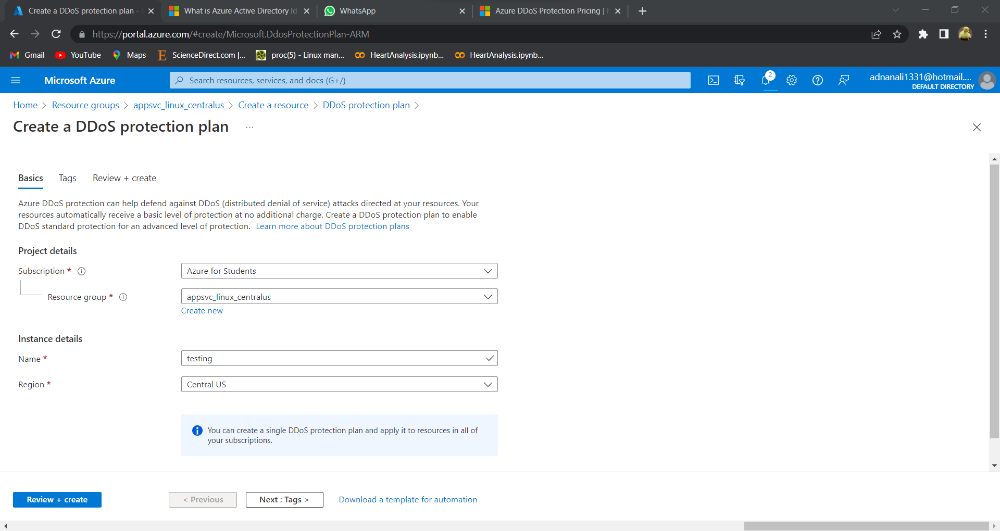 Create a DDoS protection plan -
What is Azure Active Directory Id
WhatsApp
Azure DDoS Protection Pricing |
https://portal.azure.com/#create/Microsoft.DdosProtectionPlan-ARM
Gmail
YouTube
Maps
ScienceDirect.com |...
proc(5) - Linux man...
HeartAnalysis.ipynb...
HeartAnalysis.ipynb...
Microsoft Azure
Search resources, services, and docs (G+/)
2
adnanali1331@hotmail....
DEFAULT DIRECTORY
Home > Resource groups > appsvc_linux_centralus > Create a resource > DDoS protection plan >
Create a DDoS protection plan ...
Basics
Tags
Review + create
Azure DDoS protection can help defend against DDoS (distributed denial of service) attacks directed at your resources. Your
resources automatically receive a basic level of protection at no additional charge. Create a DDoS protection plan to enable
DDoS standard protection for an advanced level of protection. Learn more about DDoS protection plans
Project details
Subscription *
Azure for Students
Resource group *
appsvc_linux_centralus
Create new
Instance details
Name *
testing
Region *
Central US
You can create a single DDoS protection plan and apply it to resources in all of
your subscriptions.
Review + create
< Previous
Next : Tags >
Download a template for automation